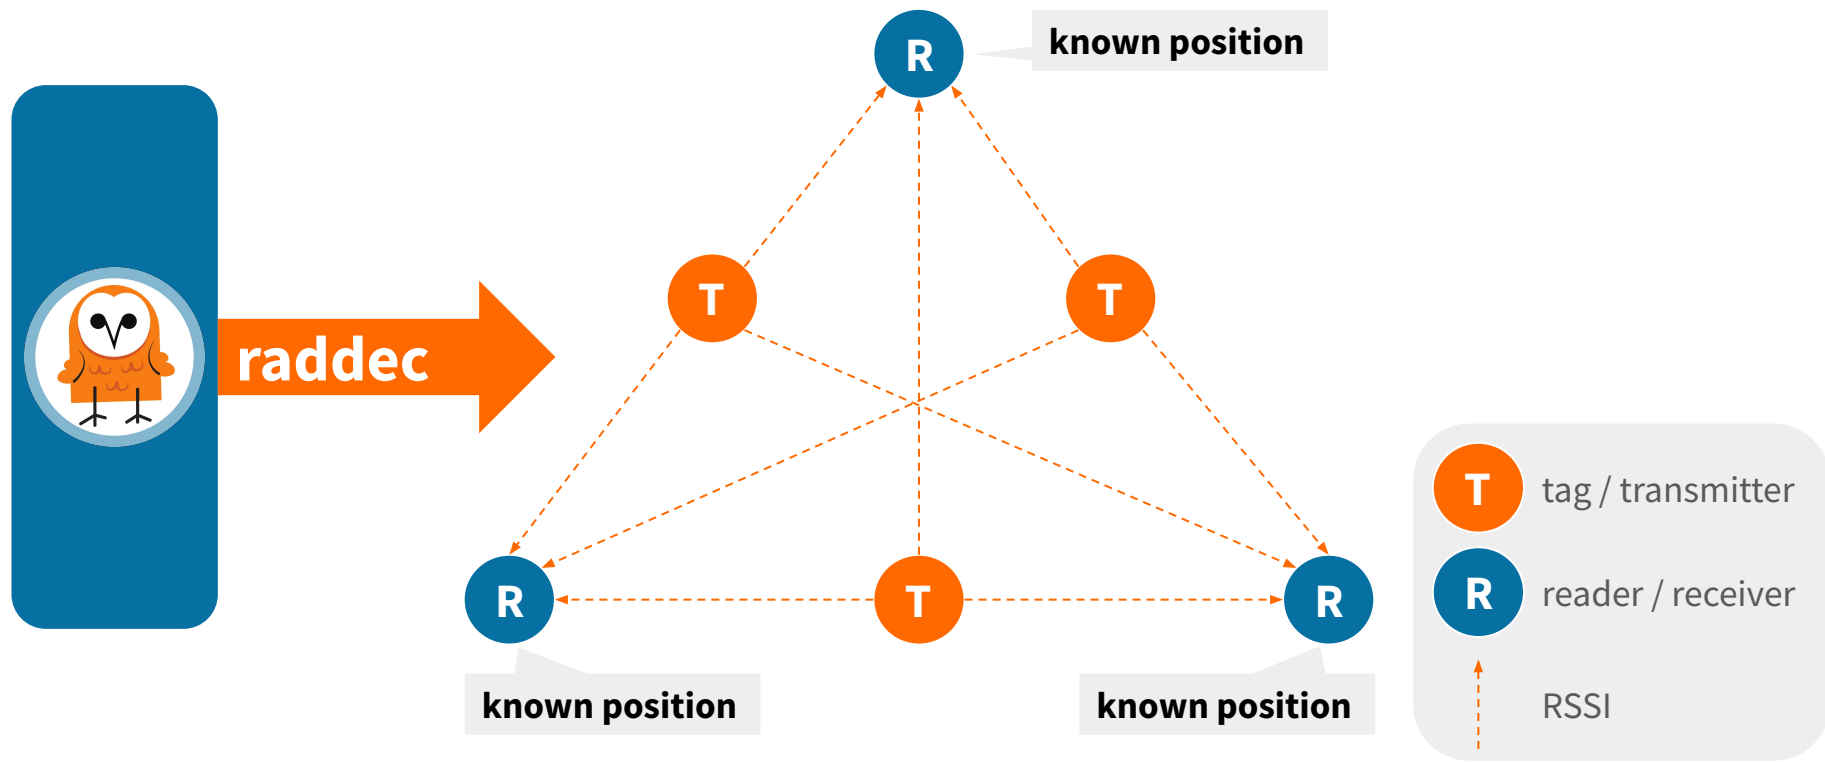 R
known position
T
T
raddec
R
T
R
known position
known position
T
tag / transmitter
R
reader / receiver
RSSI